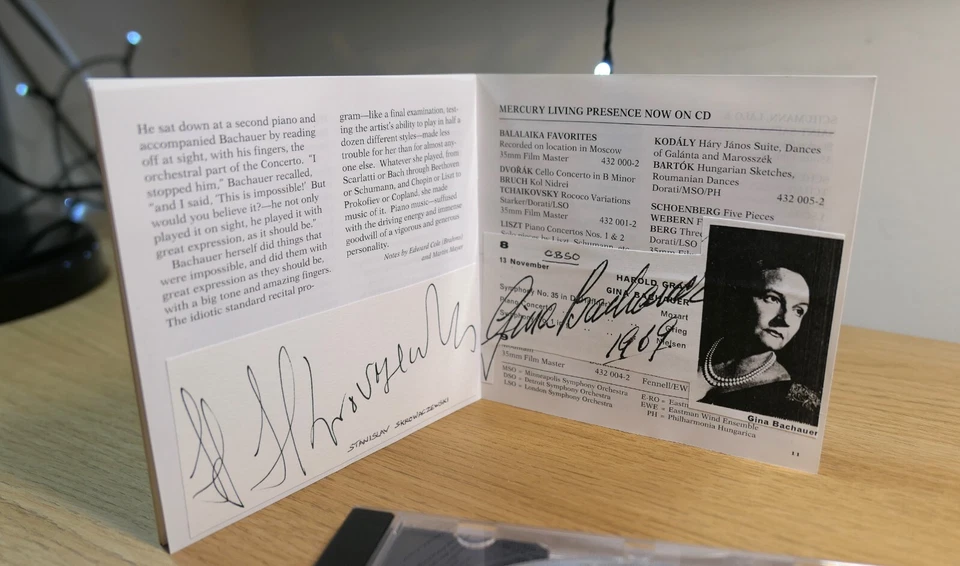 He sat down at a second piano and
accompanied Bachauer by reading
off at sight, with his fingers, the
orchestral part of the Concerto. "I
stopped him," Bachauer recalled,
"and I said, 'This is impossible!' But
would you believe it?—he not only
played it on sight, he played it with
great expression, as it should be."
Bachauer herself did things that
were impossible, and did them with
great expression as they should be,
with a big tone and amazing fingers.
The idiotic standard recital pro-
gram—like a final examination, test-
ing the artist's ability to play in half a
dozen different styles—made less
trouble for her than for almost any-
one else. Whatever she played, from
Scarlatti or Bach through Beethoven
or Schumann, and Chopin or Liszt to
Prokofiev or Copland, she made
music of it. Piano music—suffused
with the driving energy and immense
goodwill of a vigorous and generous
personality.
Notes by Edward Cole (Brahms)
and Martin Mayer
STANISLAV SKROWACZEWSKI
MERCURY LIVING PRESENCE NOW ON CD
BALALAIKA FAVORITES
Recorded on location in Moscow
35mm Film Master 432 000-2
DVOŘÁK Cello Concerto in B Minor
BRUCH Kol Nidrei
TCHAIKOVSKY Rococo Variations
Starker/Dorati/LSO
35mm Film Master 432 001-2
LISZT Piano Concertos Nos. 1 & 2
KODÁLY Háry János Suite, Dances
of Galánta and Marosszék
BARTÓK Hungarian Sketches,
Roumanian Dances
Dorati/MSO/PH
432 005-2
SCHOENBERG Five Pieces
WEBERN
BERG Three
Dorati/LSO
35mm
8
CBSO
13 November
HAROLD GRAY
GINA BACHAUER
Symphony No. 35 in D Mozart
Piano Concerto Grieg
Nielsen
Gina Bachauer
1969
35mm Film Master 432 004-2
MSO = Minneapolis Symphony Orchestra
DSO = Detroit Symphony Orchestra
LSO = London Symphony Orchestra
Fennell/EW
E-RO = East
EWE = Eastman Wind Ensemble
PH = Philharmonia Hungarica
Gina Bachauer
11